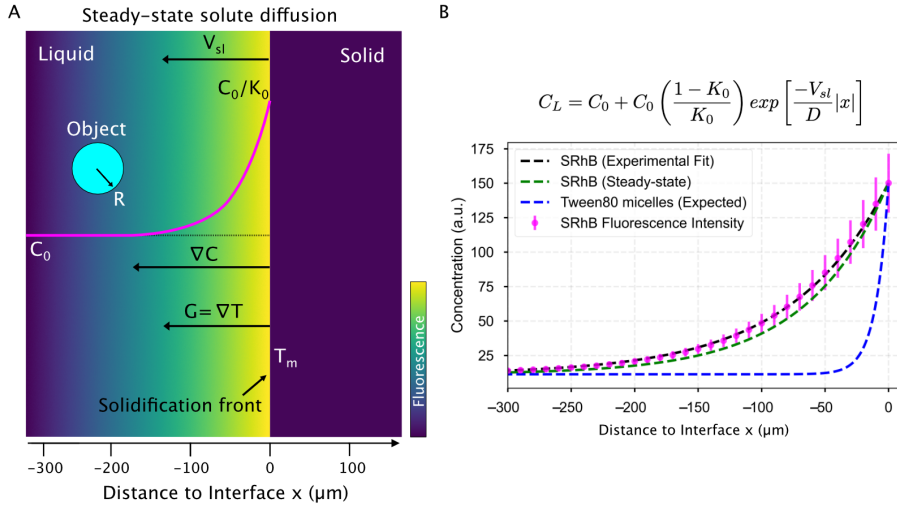 A
Steady-state solute diffusion
Liquid
V_sl
Solid
C_0/K_0
Object
R
C_0
∇C
G=∇T
T_m
Solidification front
Fluorescence
-300 -200 -100 0 100
Distance to Interface x (μm)
B
C_L = C_0 + C_0 ( (1 − K_0) / K_0 ) exp [ (−V_sl / D) |x| ]
Concentration (a.u.)
175
150
125
100
75
50
25
SRhB (Experimental Fit)
SRhB (Steady-state)
Tween80 micelles (Expected)
SRhB Fluorescence Intensity
−300 −250 −200 −150 −100 −50 0
Distance to Interface x (μm)